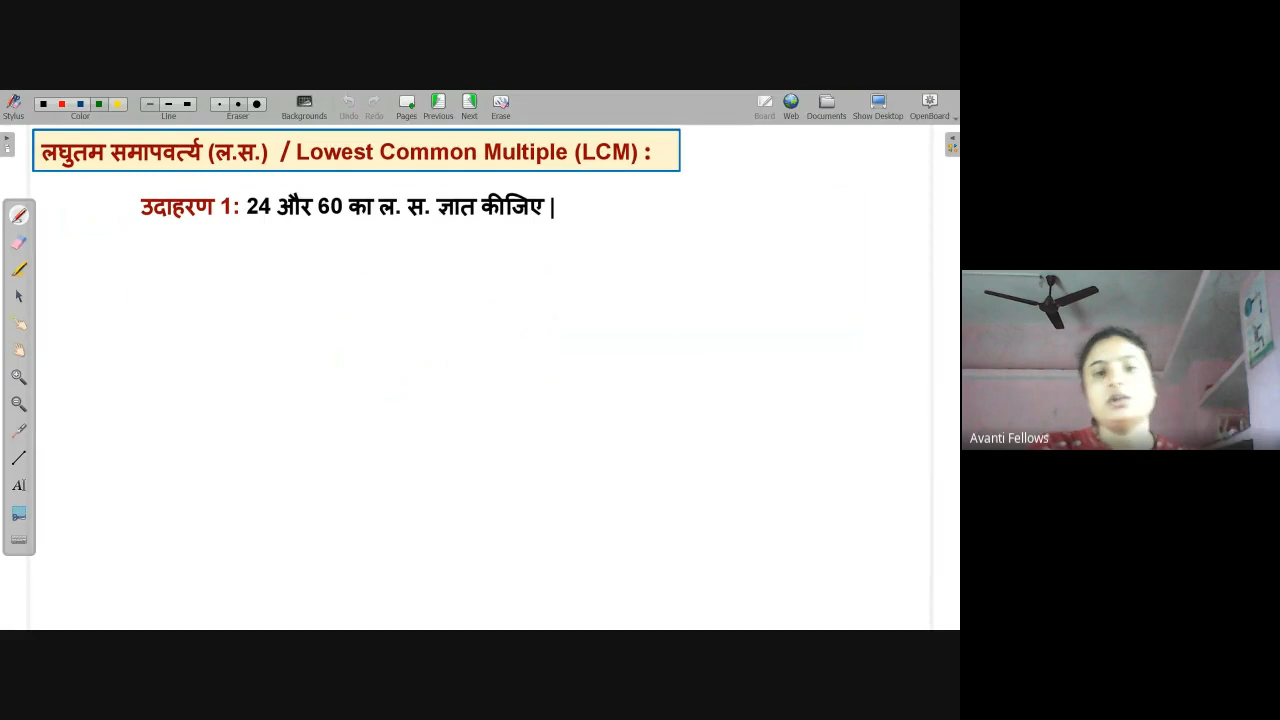 Stylus
Color
Line
Eraser
Backgrounds
Undo
Redo
Pages
Previous
Next
Erase
Board
Web
Documents
Show Desktop
OpenBoard
लघुतम समापवर्त्य (ल.स.) / Lowest Common Multiple (LCM) :
उदाहरण 1: 24 और 60 का ल. स. ज्ञात कीजिए |
Avanti Fellows